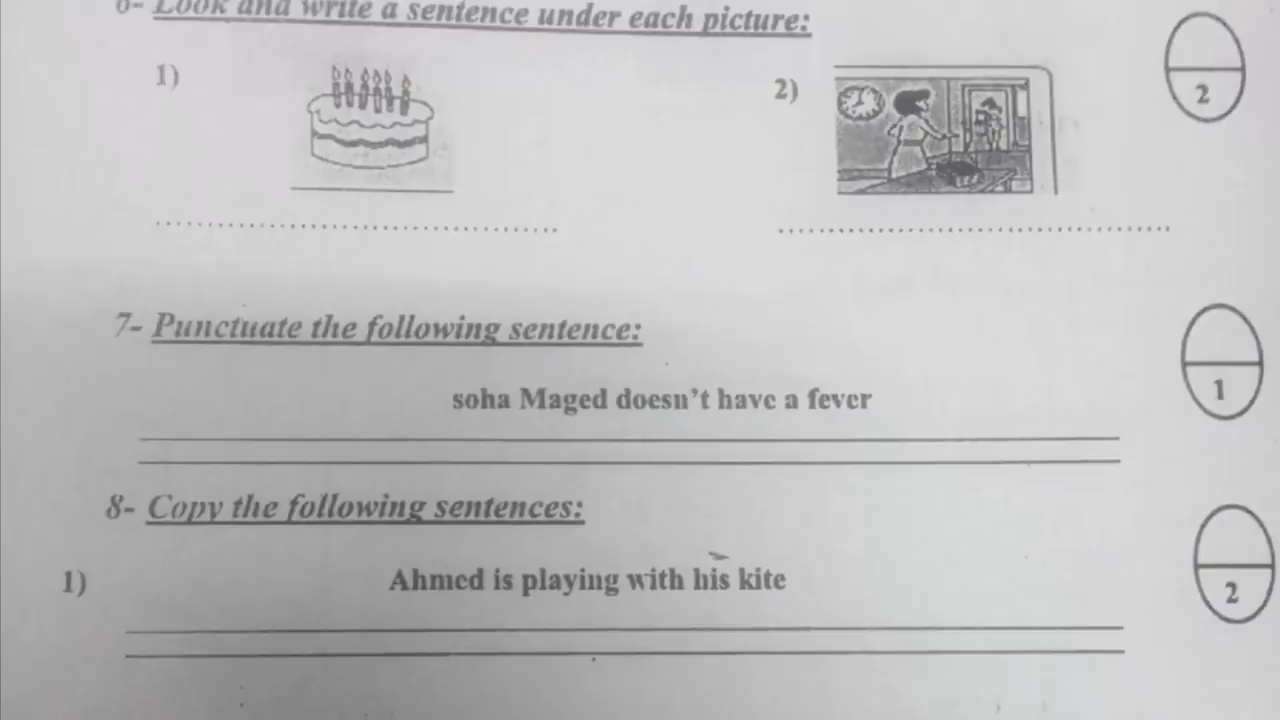 6- Look and write a sentence under each picture:
2
1)
2)
7- Punctuate the following sentence:
soha Maged doesn't have a fever
1
8- Copy the following sentences:
2
1) Ahmed is playing with his kite